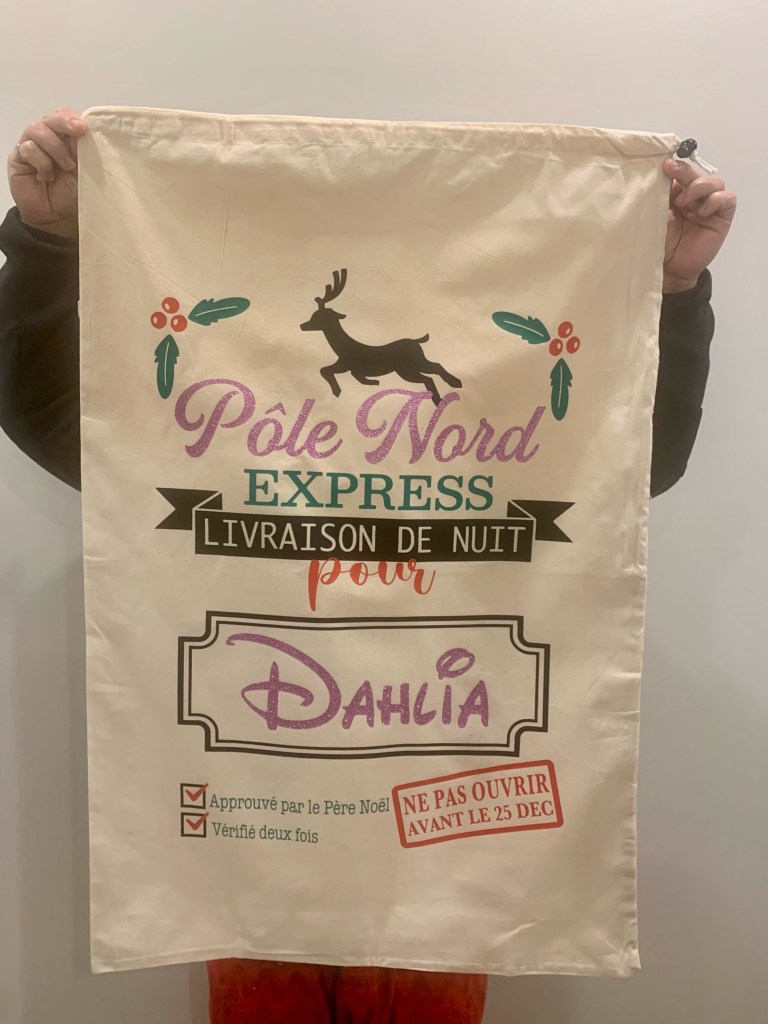 Pôle Nord
EXPRESS
LIVRAISON DE NUIT
pour
DAHLIA
Approuvé par le Père Noël
Vérifié deux fois
NE PAS OUVRIR
AVANT LE 25 DEC